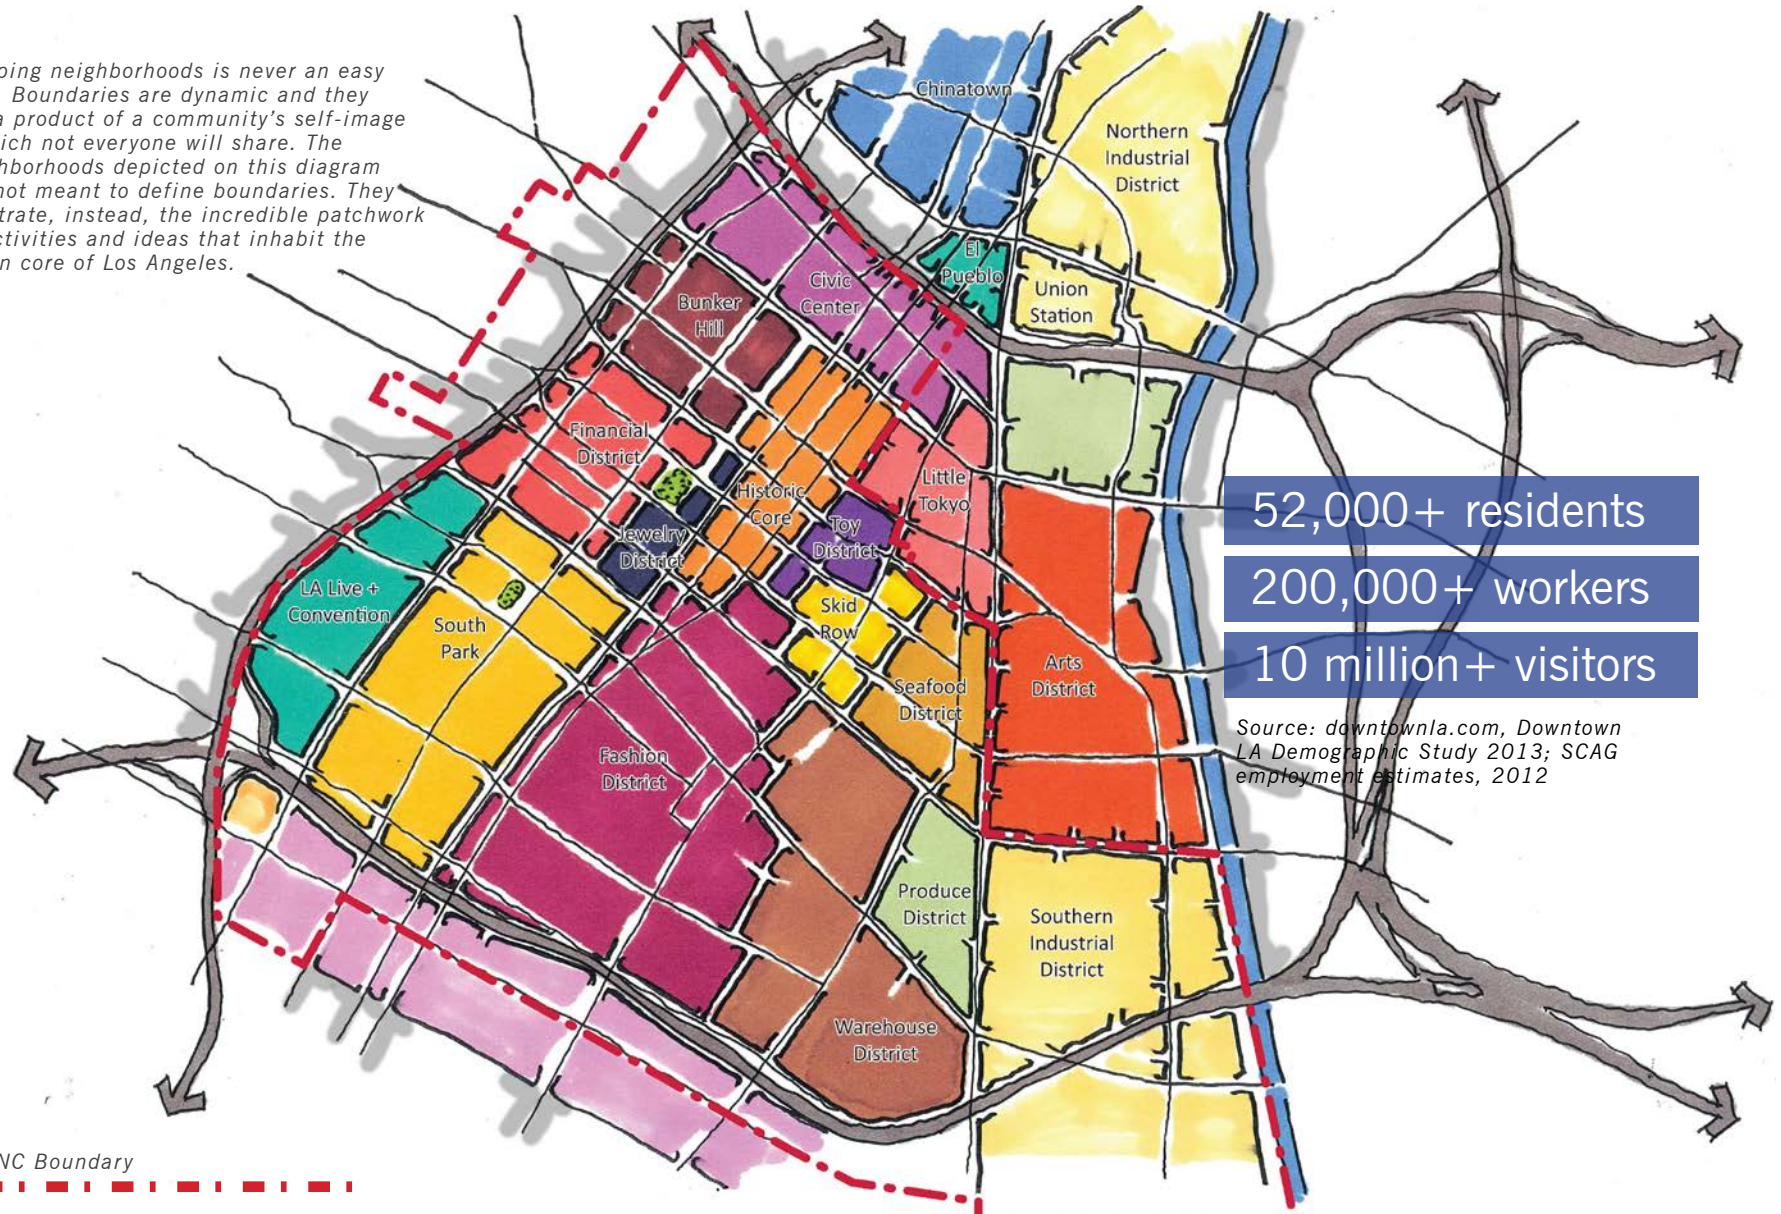 ping neighborhoods is never an easy
Boundaries are dynamic and they
a product of a community's self-image
ich not everyone will share. The
hborhoods depicted on this diagram
not meant to define boundaries. They
trate, instead, the incredible patchwork
ctivities and ideas that inhabit the
n core of Los Angeles.
Chinatown
Northern
Industrial
District
El
Pueblo
Union
Station
Civic
Center
Bunker
Hill
Financial
District
Historic
Core
Little
Tokyo
Toy
District
Jewelry
District
LA Live +
Convention
South
Park
Skid
Row
Seafood
District
Arts
District
Fashion
District
Produce
District
Southern
Industrial
District
Warehouse
District
52,000+ residents
200,000+ workers
10 million+ visitors
Source: downtownla.com, Downtown
LA Demographic Study 2013; SCAG
employment estimates, 2012
NC Boundary